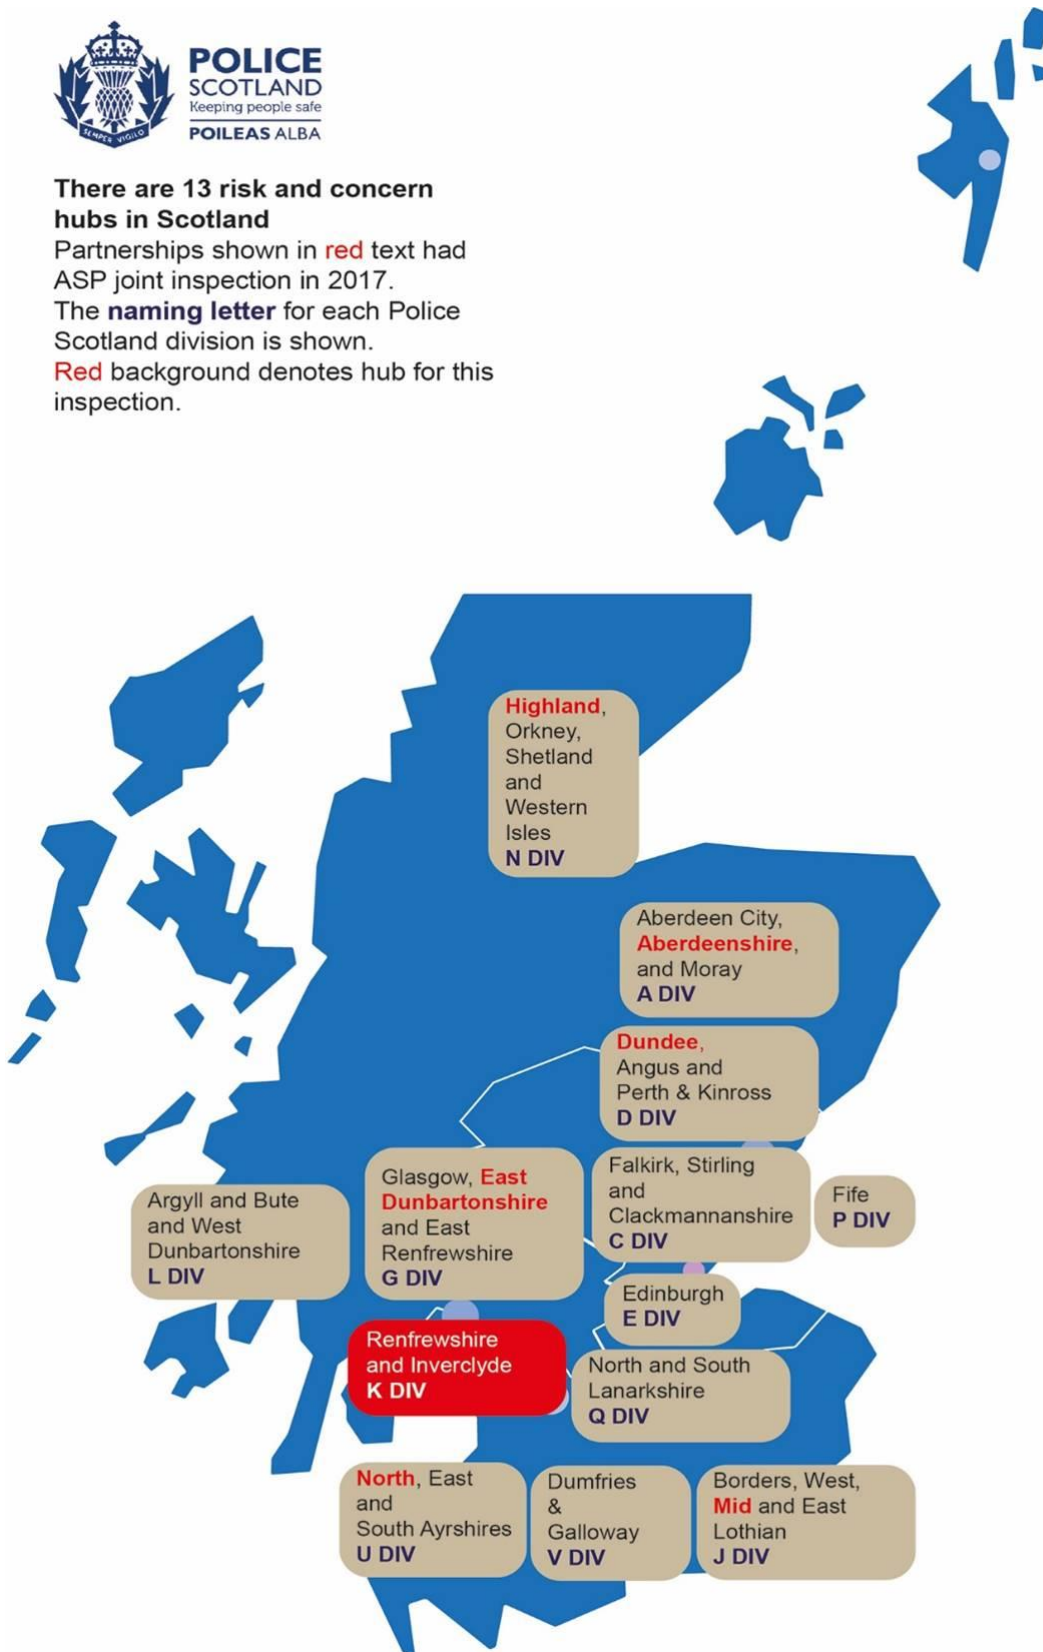 POLICE
SCOTLAND
Keeping people safe
POILEAS ALBA
SEMPER VIGILO
There are 13 risk and concern
hubs in Scotland
Partnerships shown in red text had
ASP joint inspection in 2017.
The naming letter for each Police
Scotland division is shown.
Red background denotes hub for this
inspection.
Highland,
Orkney,
Shetland
and
Western
Isles
N DIV
Aberdeen City,
Aberdeenshire,
and Moray
A DIV
Dundee,
Angus and
Perth & Kinross
D DIV
Argyll and Bute
and West
Dunbartonshire
L DIV
Glasgow, East
Dunbartonshire
and East
Renfrewshire
G DIV
Falkirk, Stirling
and
Clackmannanshire
C DIV
Fife
P DIV
Edinburgh
E DIV
Renfrewshire
and Inverclyde
K DIV
North and South
Lanarkshire
Q DIV
North, East
and
South Ayrshires
U DIV
Dumfries
&
Galloway
V DIV
Borders, West,
Mid and East
Lothian
J DIV